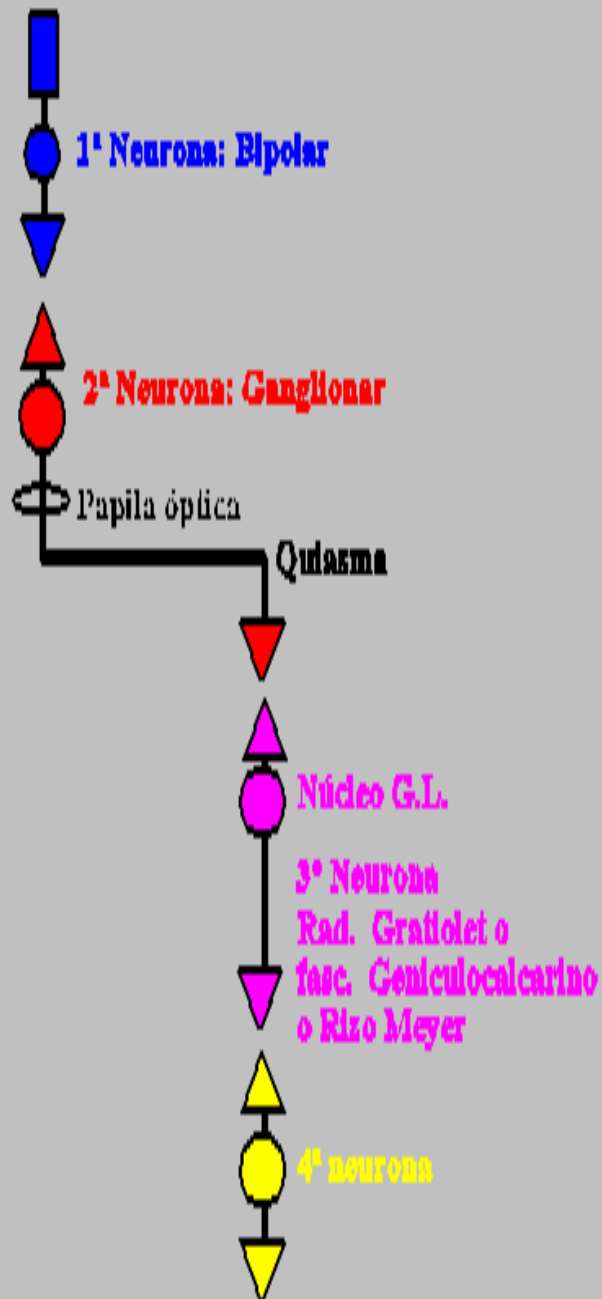 1ª Neurona: Bipolar
2ª Neurona: Ganglionar
Papila óptica
Quiasma
Núcleo G.L.
3ª Neurona
Rad. Gratiolet o
fasc. Geniculocalcarino
o Rizo Meyer
4ª neurona